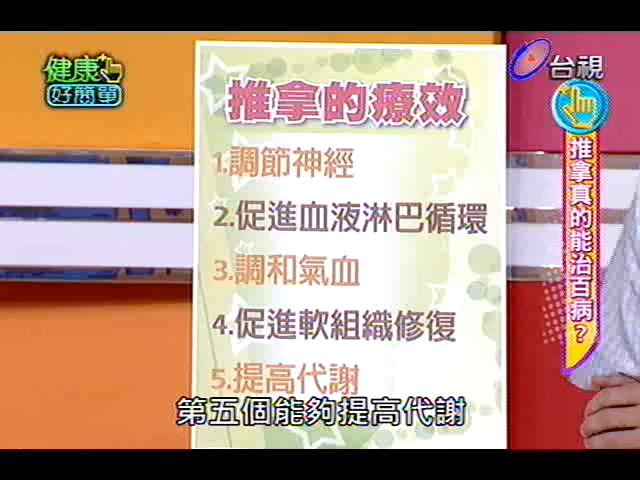 健康
好簡單
台視
推拿真的能治百病？
推拿的療效
1.調節神經
2.促進血液淋巴循環
3.調和氣血
4.促進軟組織修復
5.提高代謝
第五個能夠提高代謝